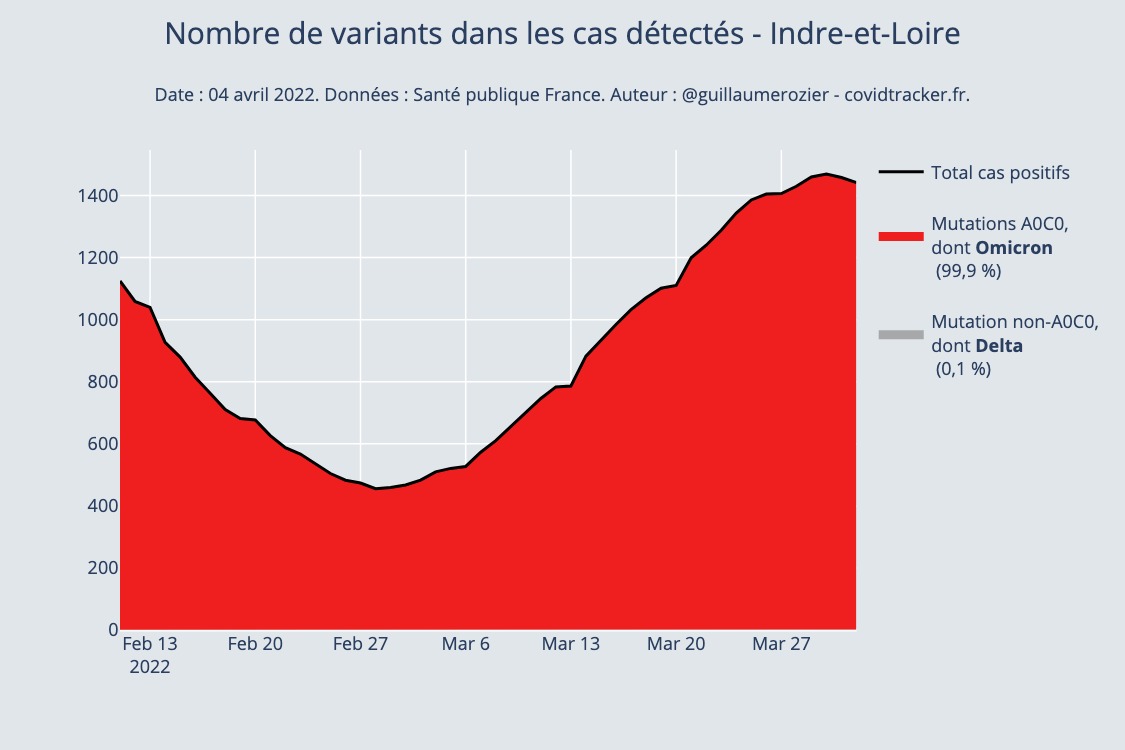 Nombre de variants dans les cas détectés - Indre-et-Loire
Date : 04 avril 2022. Données : Santé publique France. Auteur : @guillaumerozier - covidtracker.fr.
1400
1200
1000
800
600
400
200
0
Feb 13
2022
Feb 20
Feb 27
Mar 6
Mar 13
Mar 20
Mar 27
Total cas positifs
Mutations A0C0,
dont Omicron
(99,9 %)
Mutation non-A0C0,
dont Delta
(0,1 %)